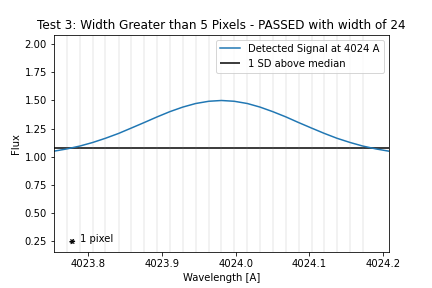 Test 3: Width Greater than 5 Pixels - PASSED with width of 24
Detected Signal at 4024 A
1 SD above median
2.00
1.75
1.50
1.25
1.00
0.75
0.50
0.25
Flux
1 pixel
4023.8 4023.9 4024.0 4024.1 4024.2
Wavelength [A]